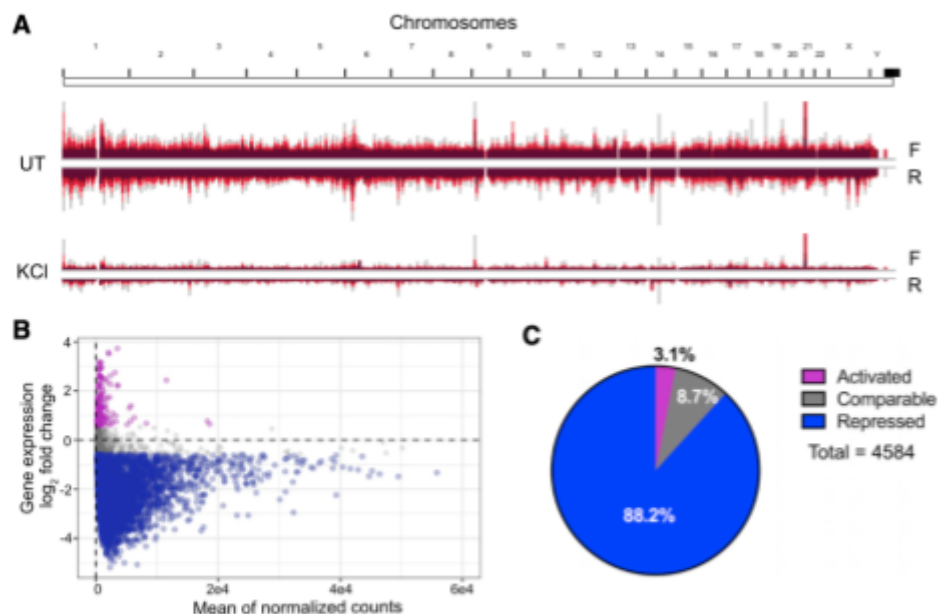 A
Chromosomes
1 2 3 4 5 6 7 8 9 10 11 12 13 14 15 16 17 18 19 20 21 22 X Y
UT
F
R
KCl
F
R
B
Gene expression
log2 fold change
4
2
0
-2
-4
0 2e4 4e4 6e4
Mean of normalized counts
C
3.1%
8.7%
88.2%
Activated
Comparable
Repressed
Total = 4584